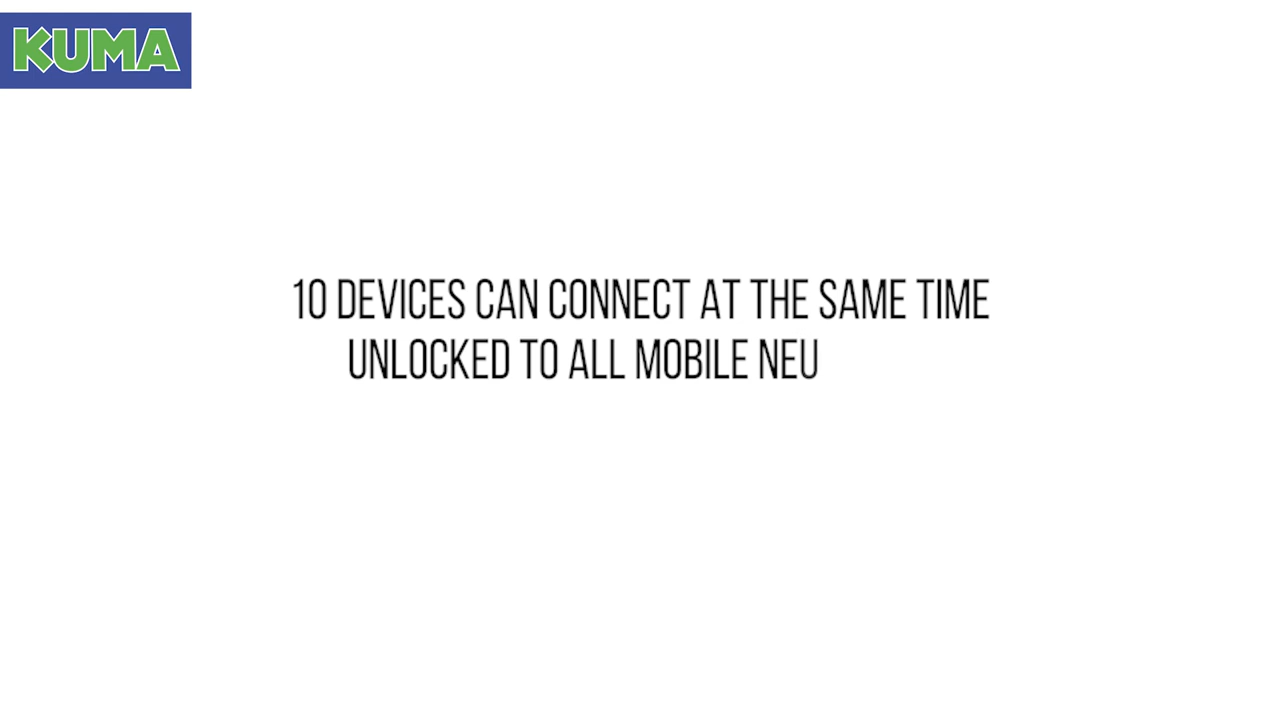 KUMA
10 DEVICES CAN CONNECT AT THE SAME TIME
UNLOCKED TO ALL MOBILE NEU